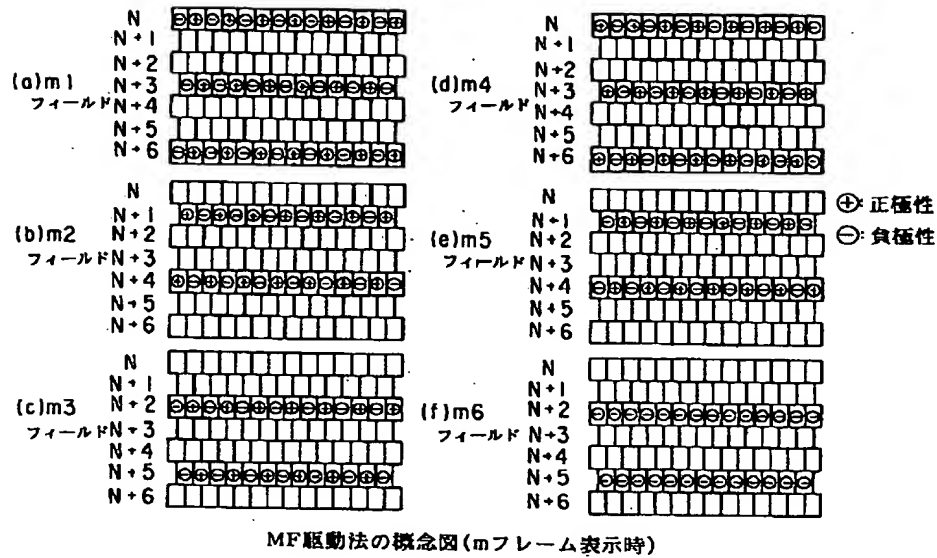 (a)m1
フィールド
N
N+1
N+2
N+3
N+4
N+5
N+6
(b)m2
フィールド
N
N+1
N+2
N+3
N+4
N+5
N+6
(c)m3
フィールド
N
N+1
N+2
N+3
N+4
N+5
N+6
(d)m4
フィールド
N
N+1
N+2
N+3
N+4
N+5
N+6
(e)m5
フィールド
N
N+1
N+2
N+3
N+4
N+5
N+6
(f)m6
フィールド
N
N+1
N+2
N+3
N+4
N+5
N+6
⊕: 正極性
⊖: 負極性
MF駆動法の概念図(mフレーム表示時)